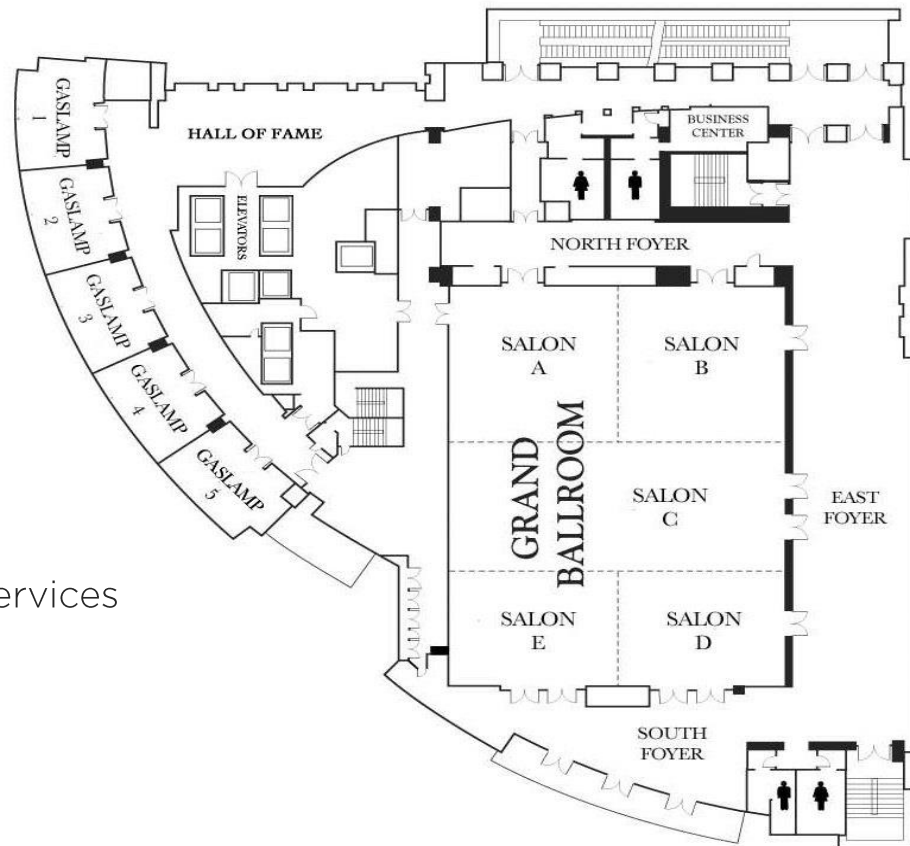 GASLAMP
1
HALL OF FAME
BUSINESS
CENTER
GASLAMP
2
ELEVATORS
NORTH FOYER
GASLAMP
3
SALON
A
SALON
B
GASLAMP
4
GRAND
BALLROOM
GASLAMP
5
SALON
C
EAST
FOYER
ervices
SALON
E
SALON
D
SOUTH
FOYER